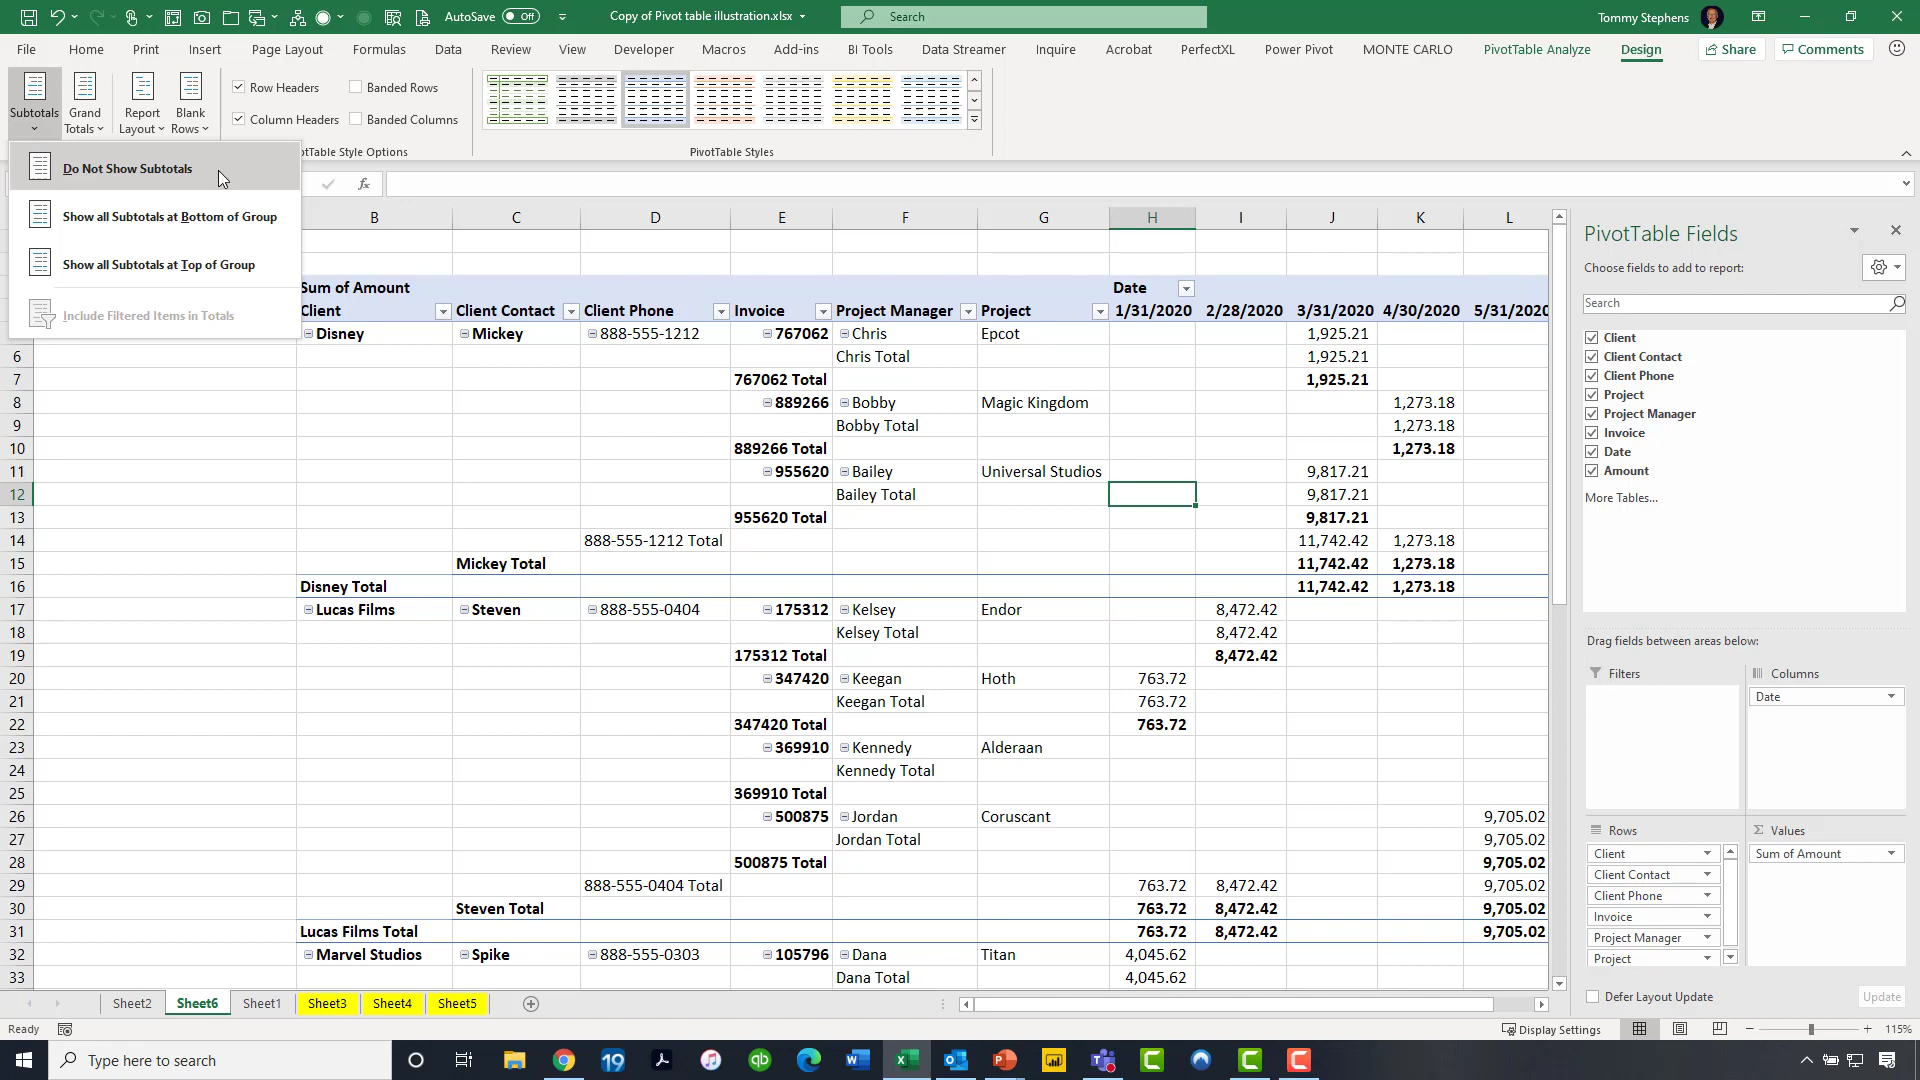 AutoSave Off Copy of Pivot table illustration.xlsx Search Tommy Stephens
File Home Print Insert Draw Page Layout Formulas Data Review View Developer Macros Add-ins BI Tools Data Streamer Inquire Acrobat PerfectXL Power Pivot MONTE CARLO PivotTable Analyze Design Share Comments
Subtotals Grand Totals Report Layout Blank Rows
Row Headers Banded Rows
Column Headers Banded Columns
tTable Style Options PivotTable Styles
Do Not Show Subtotals
Show all Subtotals at Bottom of Group
Show all Subtotals at Top of Group
Include Filtered Items in Totals
fx
B C D E F G H I J K L
Sum of Amount Date
Client Client Contact Client Phone Invoice Project Manager Project 1/31/2020 2/28/2020 3/31/2020 4/30/2020 5/31/2020
Disney Mickey 888-555-1212 767062 Chris Epcot 1,925.21
6 Chris Total 1,925.21
7 767062 Total 1,925.21
8 889266 Bobby Magic Kingdom 1,273.18
9 Bobby Total 1,273.18
10 889266 Total 1,273.18
11 955620 Bailey Universal Studios 9,817.21
12 Bailey Total 9,817.21
13 955620 Total 9,817.21
14 888-555-1212 Total 11,742.42 1,273.18
15 Mickey Total 11,742.42 1,273.18
16 Disney Total 11,742.42 1,273.18
17 Lucas Films Steven 888-555-0404 175312 Kelsey Endor 8,472.42
18 Kelsey Total 8,472.42
19 175312 Total 8,472.42
20 347420 Keegan Hoth 763.72
21 Keegan Total 763.72
22 347420 Total 763.72
23 369910 Kennedy Alderaan
24 Kennedy Total
25 369910 Total
26 500875 Jordan Coruscant 9,705.02
27 Jordan Total 9,705.02
28 500875 Total 9,705.02
29 888-555-0404 Total 763.72 8,472.42 9,705.02
30 Steven Total 763.72 8,472.42 9,705.02
31 Lucas Films Total 763.72 8,472.42 9,705.02
32 Marvel Studios Spike 888-555-0303 105796 Dana Titan 4,045.62
33 Dana Total 4,045.62
PivotTable Fields
Choose fields to add to report:
Search
Client
Client Contact
Client Phone
Project
Project Manager
Invoice
Date
Amount
More Tables...
Drag fields between areas below:
Filters Columns
Date
Rows Values
Client Sum of Amount
Client Contact
Client Phone
Invoice
Project Manager
Project
Defer Layout Update Update
Sheet2 Sheet6 Sheet1 Sheet3 Sheet4 Sheet5
Ready Display Settings 115%
Type here to search 19 qb